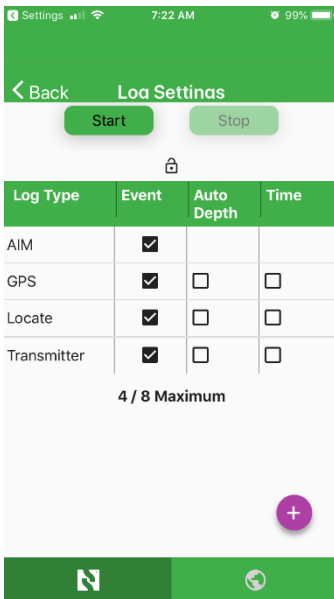 Settings 7:22 AM 99%
Back Log Settings
Start Stop
Log Type Event Auto Depth Time
AIM
GPS
Locate
Transmitter
4 / 8 Maximum
+
N